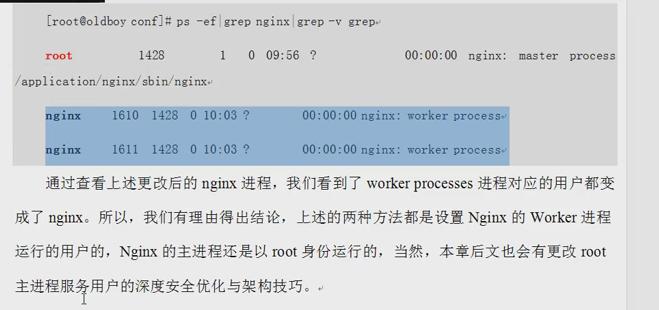 [root@oldboy conf]# ps -ef|grep nginx|grep -v grep
root 1428 1 0 09:56 ? 00:00:00 nginx: master process
/application/nginx/sbin/nginx
nginx 1610 1428 0 10:03 ? 00:00:00 nginx: worker process
nginx 1611 1428 0 10:03 ? 00:00:00 nginx: worker process
通过查看上述更改后的 nginx 进程，我们看到了 worker processes 进程对应的用户都变
成了 nginx。所以，我们有理由得出结论，上述的两种方法都是设置 Nginx 的 Worker 进程
运行的用户的，Nginx 的主进程还是以 root 身份运行的，当然，本章后文也会有更改 root
主进程服务用户的深度安全优化与架构技巧。